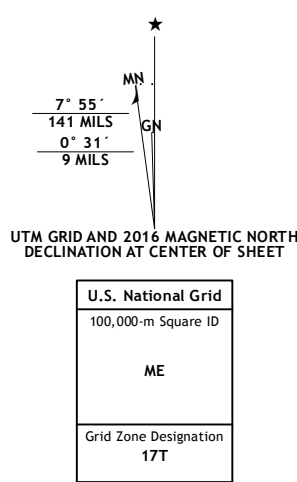 ★
MN
7° 55´
141 MILS
GN
0° 31´
9 MILS
UTM GRID AND 2016 MAGNETIC NORTH
DECLINATION AT CENTER OF SHEET
U.S. National Grid
100,000-m Square ID
ME
Grid Zone Designation
17T